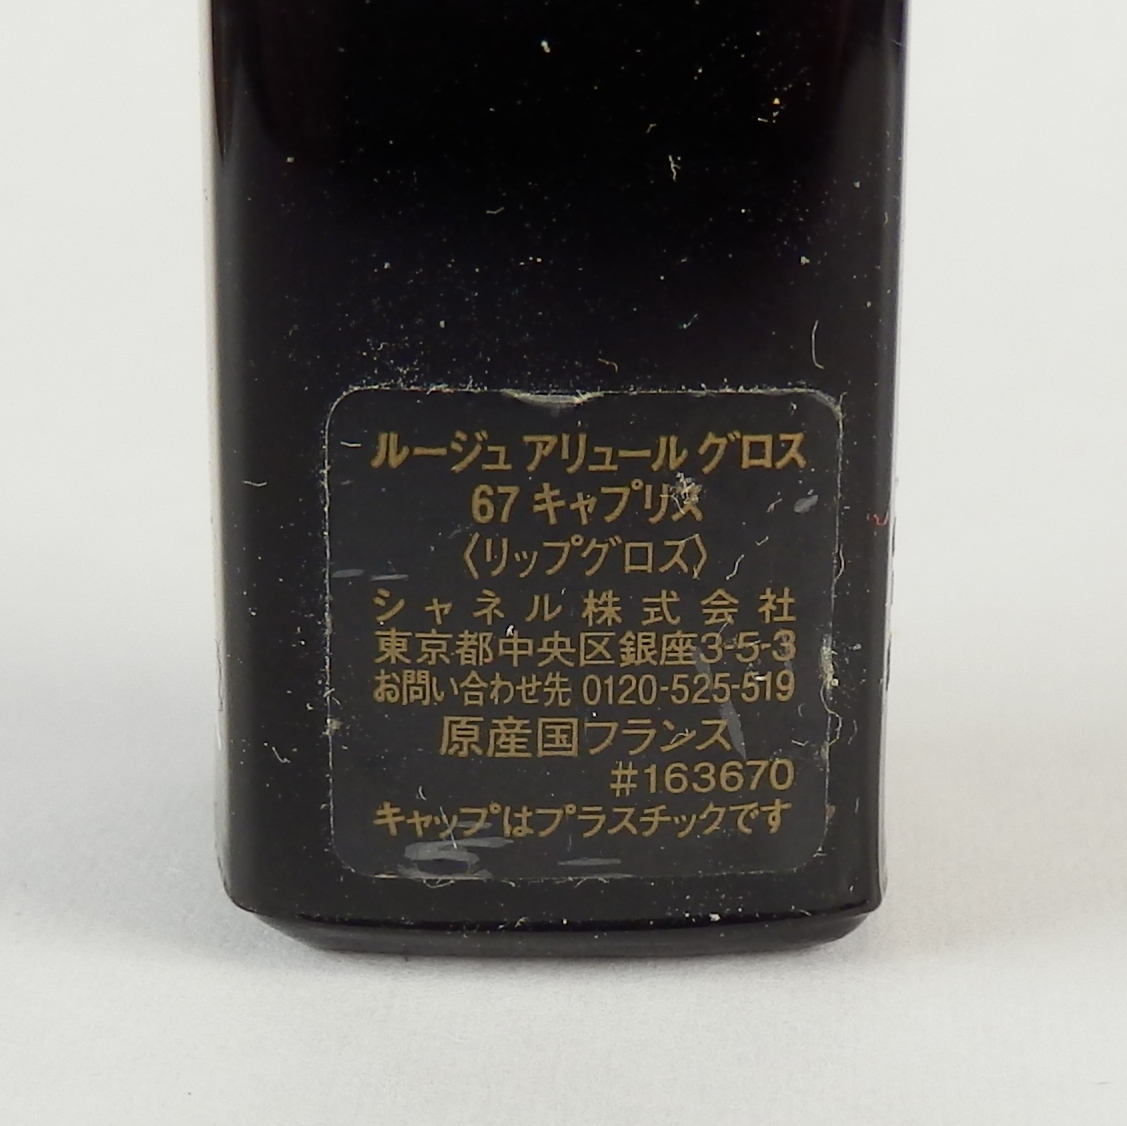 ルージュ アリュール グロス
67 キャプリス
〈リップグロス〉
シャネル株式会社
東京都中央区銀座3-5-3
お問い合わせ先 0120-525-519
原産国フランス
#163670
キャップはプラスチックです